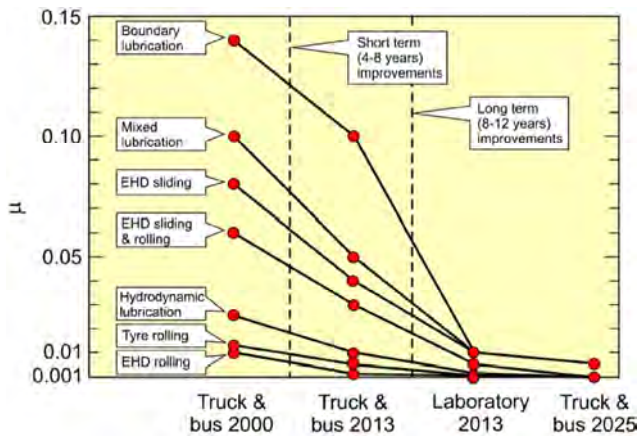 0.15
0.10
0.05
0.01
0.001
μ
Boundary
lubrication
Mixed
lubrication
EHD sliding
EHD sliding
& rolling
Hydrodynamic
lubrication
Tyre rolling
EHD rolling
Short term
(4-8 years)
improvements
Long term
(8-12 years)
improvements
Truck &
bus 2000
Truck &
bus 2013
Laboratory
2013
Truck &
bus 2025